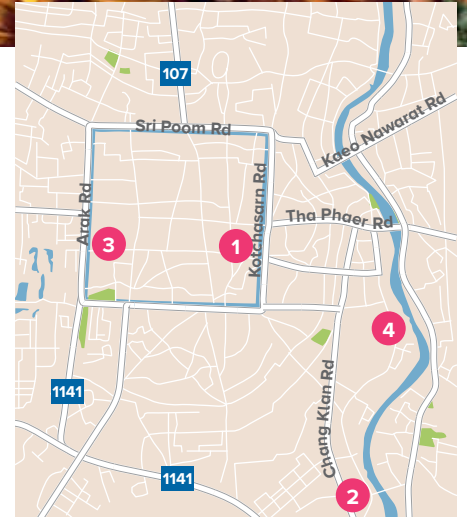 107
Sri Poom Rd
Kaeo Nawarat Rd
Arak Rd
Kotchasarn Rd
Tha Phaer Rd
3
1
4
1141
Chang Klan Rd
1141
2